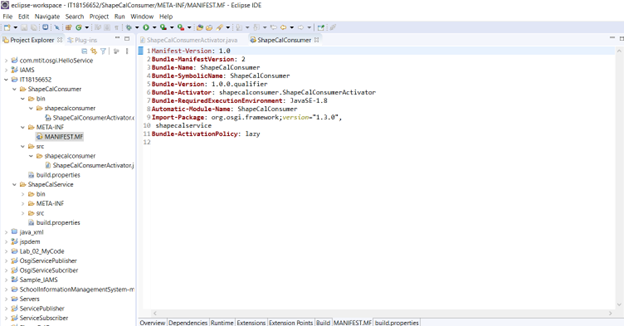 eclipse-workspace - IT18156652/ShapeCalConsumer/META-INF/MANIFEST.MF - Eclipse IDE
File Edit Navigate Search Project Run Window Help
Project Explorer
Plug-ins
com.mtit.osgi.HelloService
IAMS
IT18156652
ShapeCalConsumer
bin
shapecalconsumer
ShapeCalConsumerActivator.c
META-INF
MANIFEST.MF
src
shapecalconsumer
ShapeCalConsumerActivator.j
build.properties
ShapeCalService
bin
META-INF
src
build.properties
java_xml
jspdem
Lab_02_MyCode
OsgiServicePublisher
OsgiServiceSubcriber
Sample_IAMS
SchoolInformationManagementSystem-m
Servers
ServicePublisher
ServiceSubscriber
ShapeCalConsumerActivator.java
ShapeCalConsumer
1 Manifest-Version: 1.0
2 Bundle-ManifestVersion: 2
3 Bundle-Name: ShapeCalConsumer
4 Bundle-SymbolicName: ShapeCalConsumer
5 Bundle-Version: 1.0.0.qualifier
6 Bundle-Activator: shapecalconsumer.ShapeCalConsumerActivator
7 Bundle-RequiredExecutionEnvironment: JavaSE-1.8
8 Automatic-Module-Name: ShapeCalConsumer
9 Import-Package: org.osgi.framework;version="1.3.0",
10 shapecalservice
11 Bundle-ActivationPolicy: lazy
12
Overview Dependencies Runtime Extensions Extension Points Build MANIFEST.MF build.properties